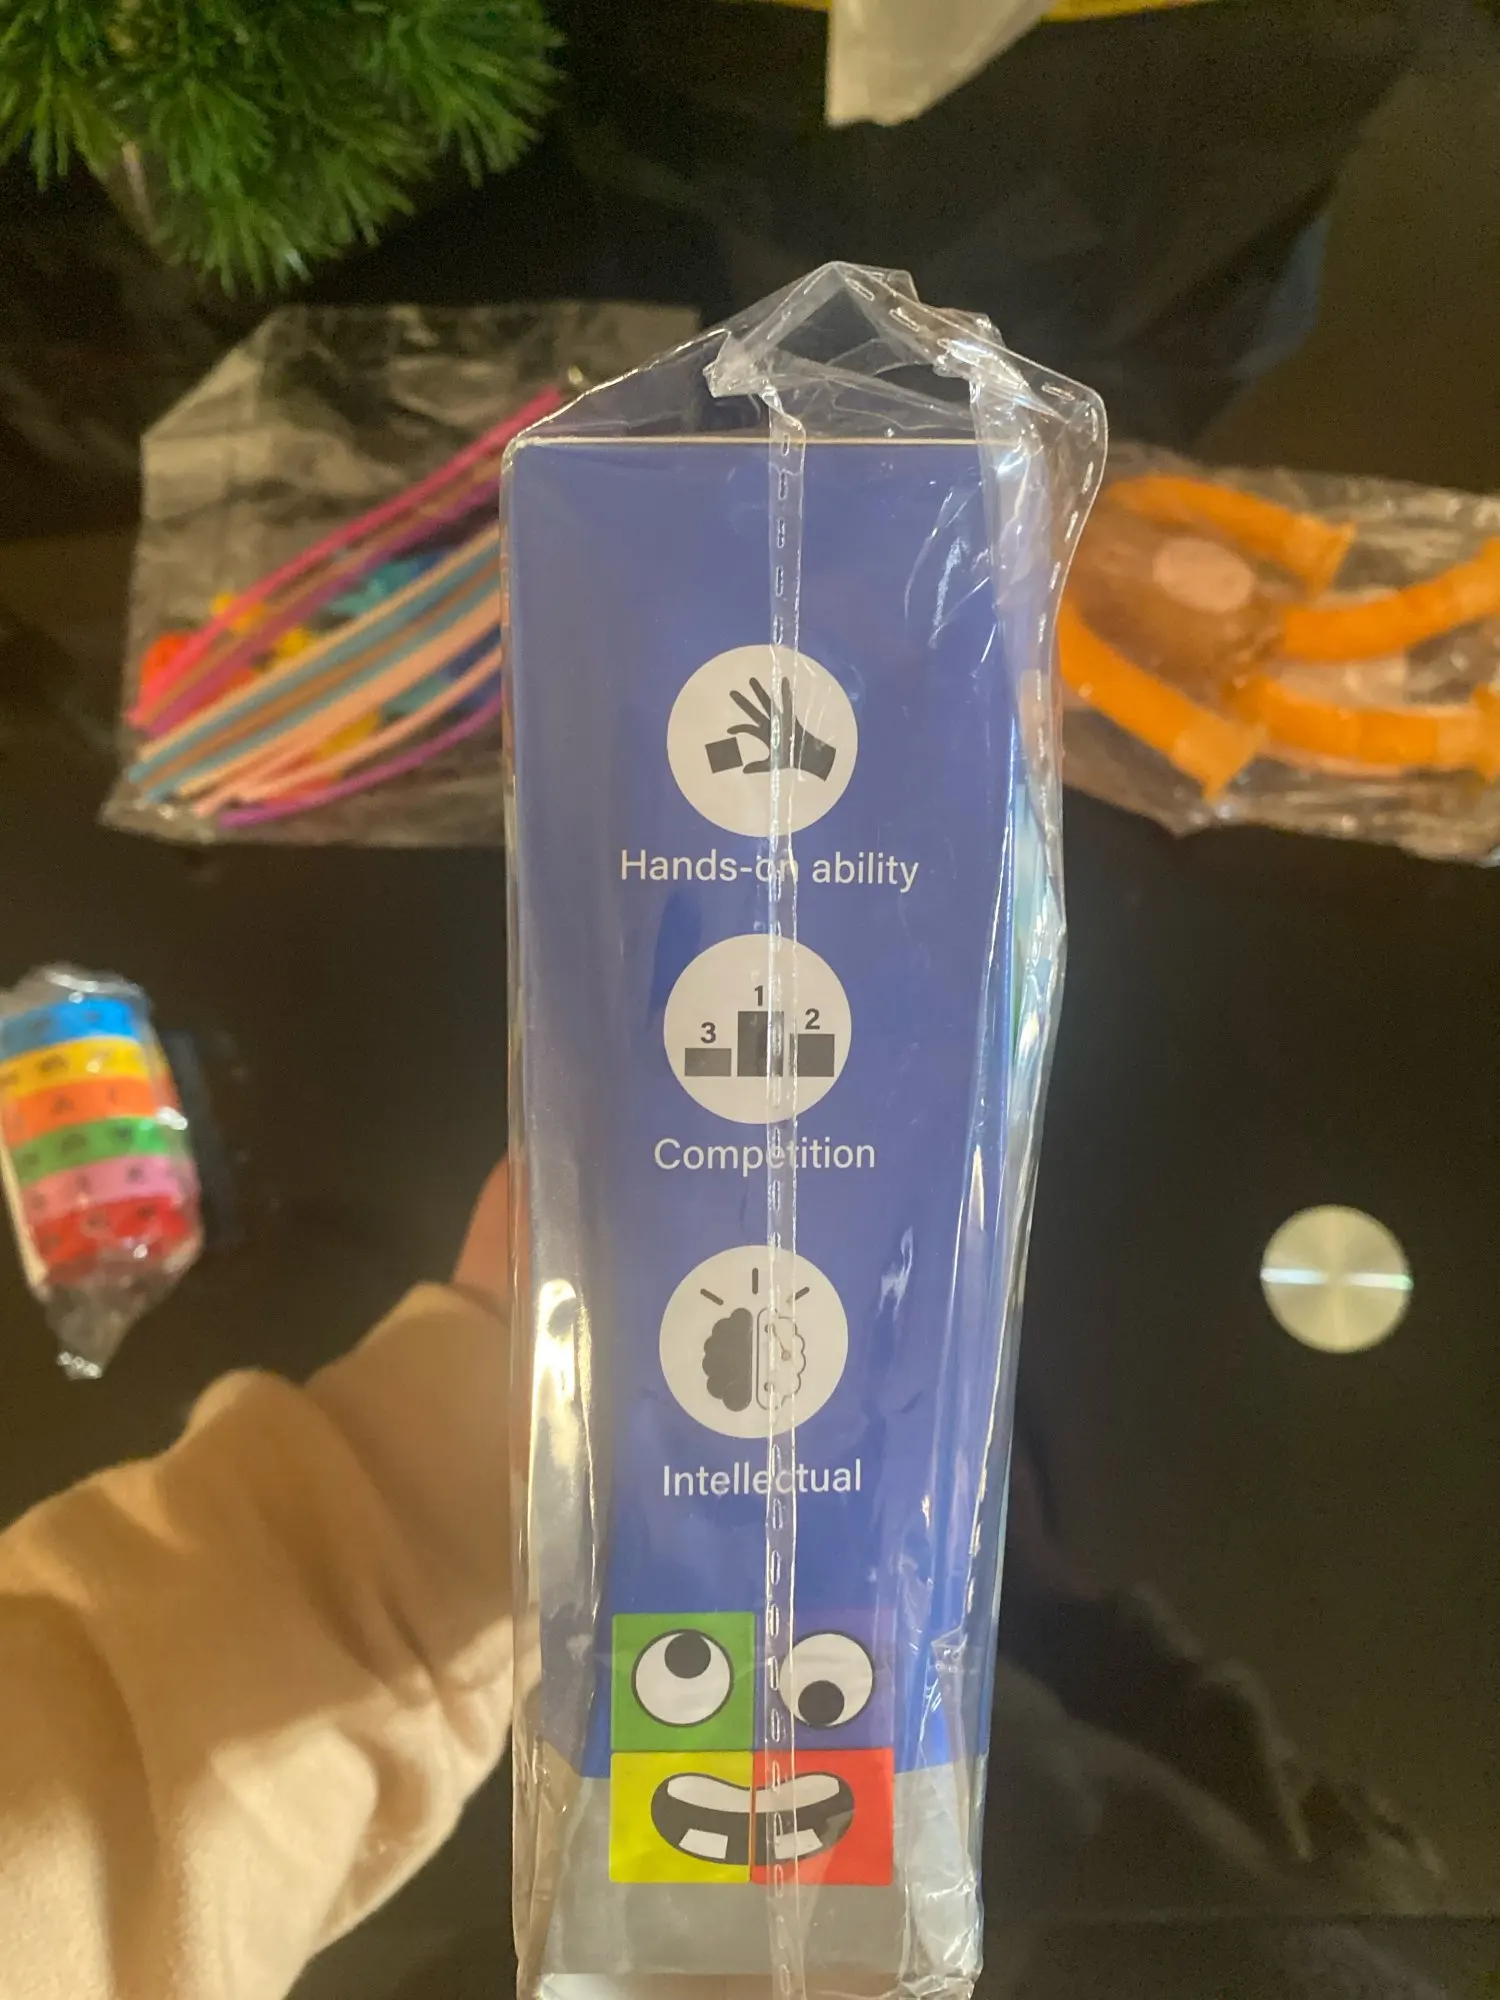 Hands-on ability
1
2
3
Competition
Intellectual